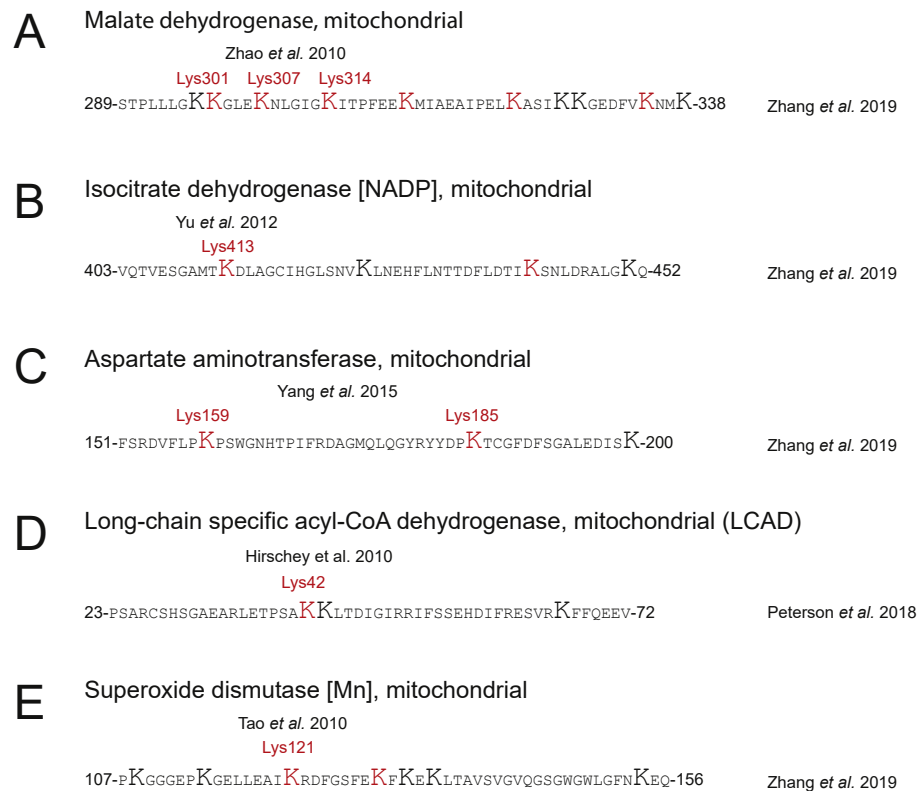 A
Malate dehydrogenase, mitochondrial
Zhao et al. 2010
Lys301 Lys307 Lys314
289-STPLLLGKKGLEKNLGIGKITPFEEKMIAEAIPELKASIKKGEDFVKNMK-338 Zhang et al. 2019
B
Isocitrate dehydrogenase [NADP], mitochondrial
Yu et al. 2012
Lys413
403-VQTVESGAMTKDLAGCIHGLSNVKLNEHFLNTTDFLDTIKSNLDRALGKQ-452 Zhang et al. 2019
C
Aspartate aminotransferase, mitochondrial
Yang et al. 2015
Lys159 Lys185
151-FSRDVFLPKPSWGNHTPIFRDAGMQLQGYRYYDPKTCGFDFSGALEDISK-200 Zhang et al. 2019
D
Long-chain specific acyl-CoA dehydrogenase, mitochondrial (LCAD)
Hirschey et al. 2010
Lys42
23-PSARCSHSGAEARLETPSAKKLTDIGIRRIFSSEHDIFRESVRKFFQEEV-72 Peterson et al. 2018
E
Superoxide dismutase [Mn], mitochondrial
Tao et al. 2010
Lys121
107-PKGGGEPKGELLEAIKRDFGSFEKFKEKLTAVSVGVQGSGWGWLGFNKEQ-156 Zhang et al. 2019